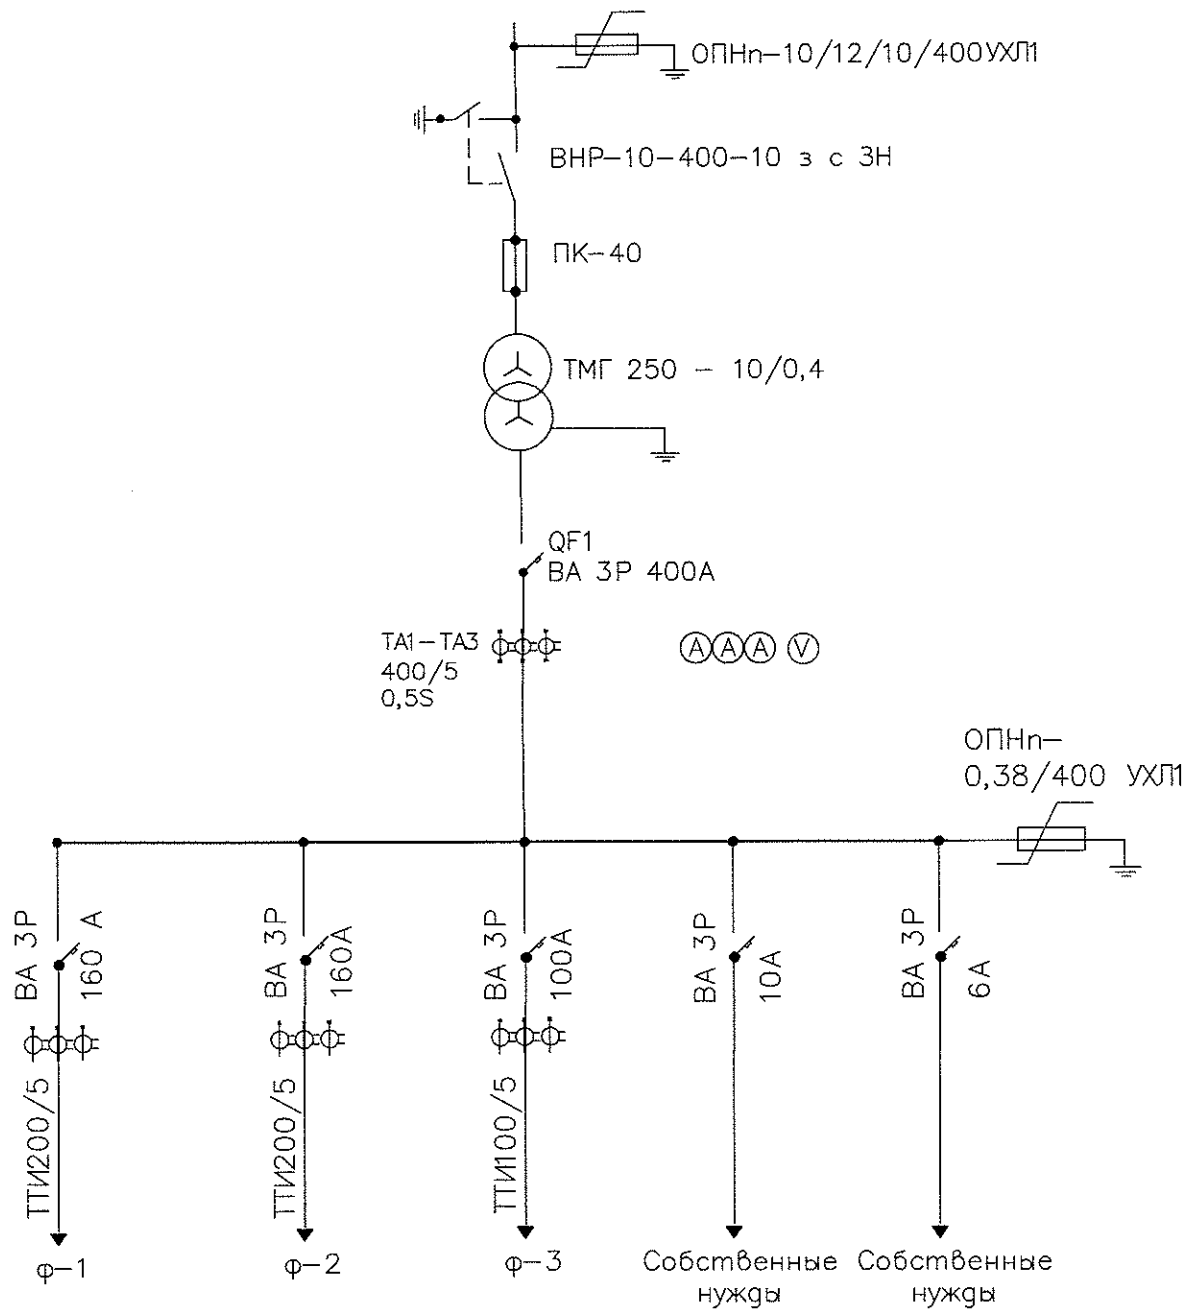 ОПНп-10/12/10/400УХЛ1
ВНР-10-400-10 з с ЗН
ПК-40
ТМГ 250 - 10/0,4
QF1
ВА 3Р 400А
ТА1-ТА3
400/5
0,5S
А А А V
ОПНп-
0,38/400 УХЛ1
ВА 3Р
160 А
ВА 3Р
160А
ВА 3Р
100А
ВА 3Р
10А
ВА 3Р
6А
ТТИ200/5
ТТИ200/5
ТТИ100/5
ф-1
ф-2
ф-3
Собственные
нужды
Собственные
нужды